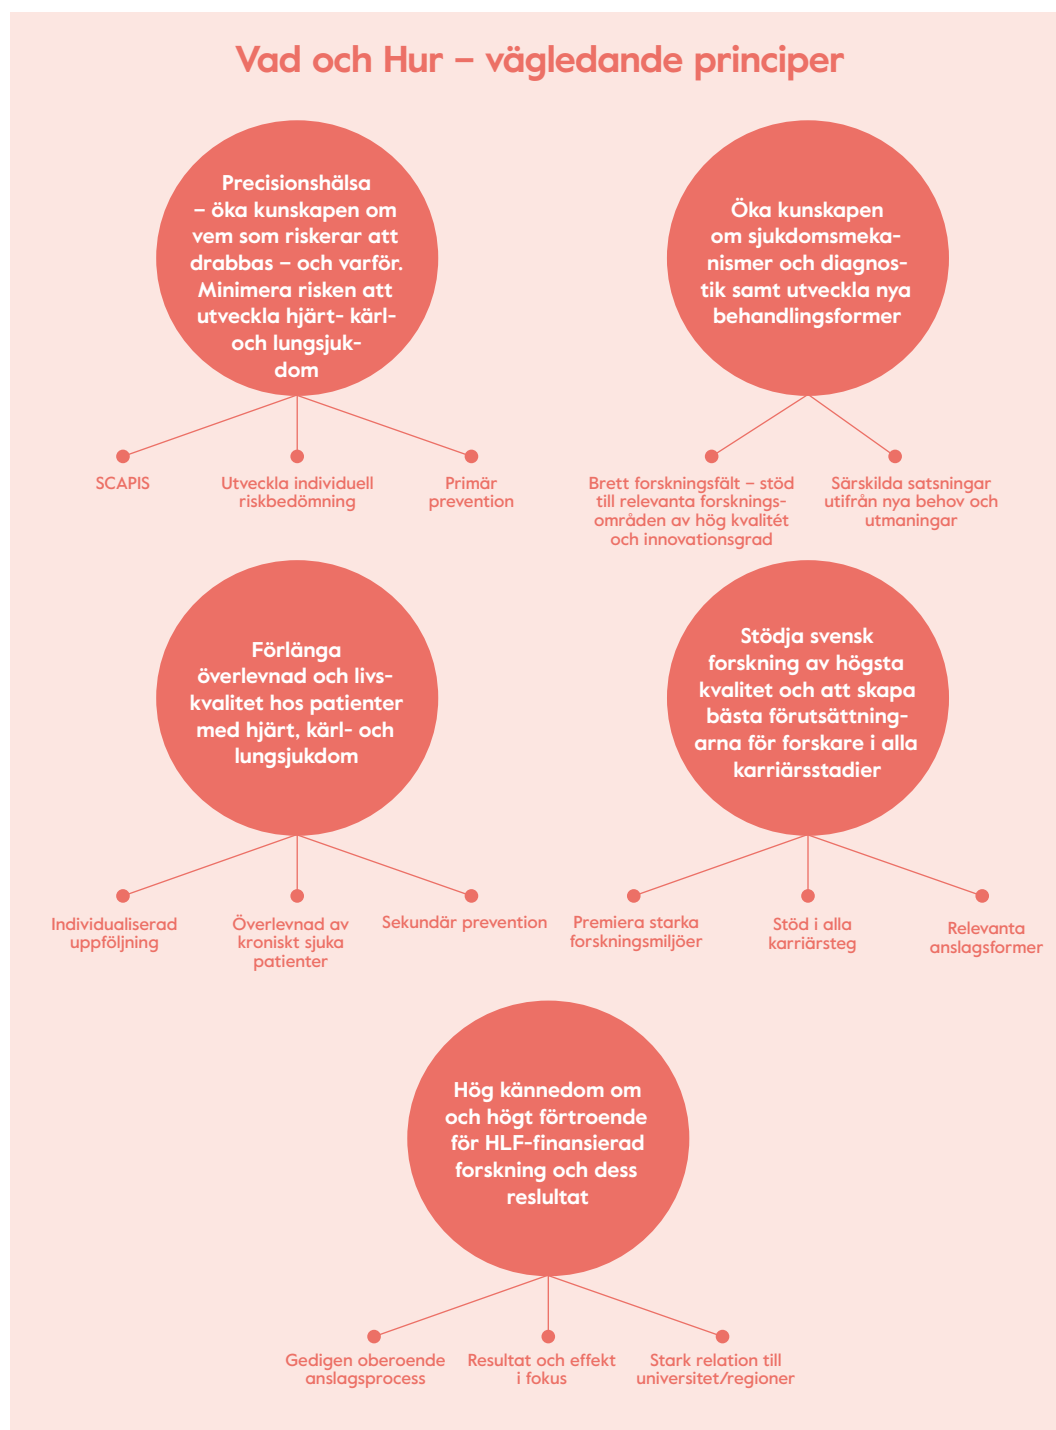 Vad och Hur – vägledande principer
Precisionshälsa
– öka kunskapen om
vem som riskerar att
drabbas – och varför.
Minimera risken att
utveckla hjärt- kärl-
och lungsjuk-
dom
SCAPIS
Utveckla individuell
riskbedömning
Primär
prevention
Öka kunskapen
om sjukdomsmeka-
nismer och diagnos-
tik samt utveckla nya
behandlingsformer
Brett forskningsfält – stöd
till relevanta forsknings-
områden av hög kvalitét
och innovationsgrad
Särskilda satsningar
utifrån nya behov och
utmaningar
Förlänga
överlevnad och livs-
kvalitet hos patienter
med hjärt, kärl- och
lungsjukdom
Individualiserad
uppföljning
Överlevnad av
kroniskt sjuka
patienter
Sekundär prevention
Stödja svensk
forskning av högsta
kvalitet och att skapa
bästa förutsättning-
arna för forskare i alla
karriärsstadier
Premiera starka
forskningsmiljöer
Stöd i alla
karriärsteg
Relevanta
anslagsformer
Hög kännedom om
och högt förtroende
för HLF-finansierad
forskning och dess
reslultat
Gedigen oberoende
anslagsprocess
Resultat och effekt
i fokus
Stark relation till
universitet/regioner